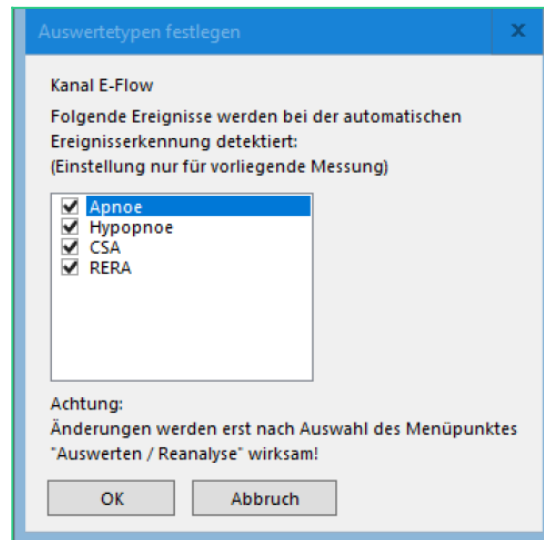 Auswertetypen festlegen
x
Kanal E-Flow
Folgende Ereignisse werden bei der automatischen
Ereigniserkennung detektiert:
(Einstellung nur für vorliegende Messung)
Apnoe
Hypopnoe
CSA
RERA
Achtung:
Änderungen werden erst nach Auswahl des Menüpunktes
"Auswerten / Reanalyse" wirksam!
OK Abbruch